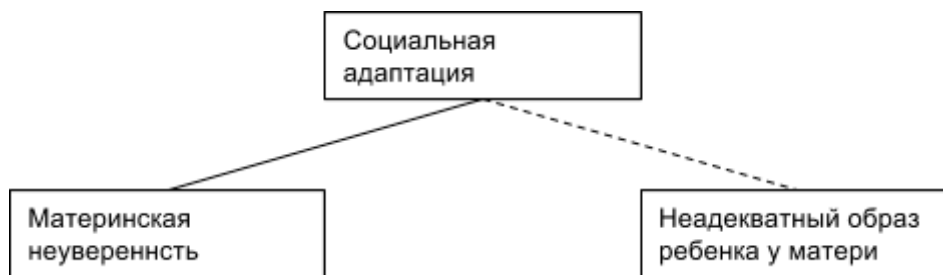 Социальная
адаптация
Материнская
неувереннсть
Неадекватный образ
ребенка у матери